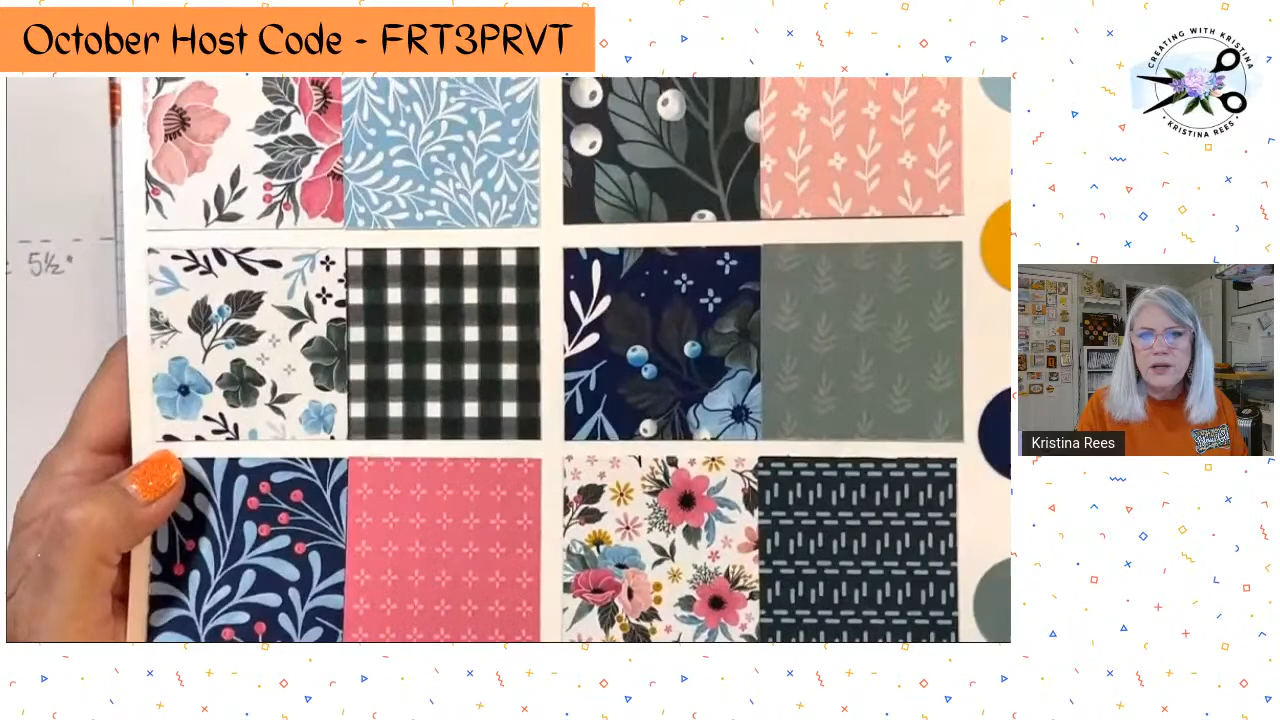 October Host Code - FRT3PRVT
CREATING WITH KRISTINA
• KRISTINA REES •
5½"
Kristina Rees